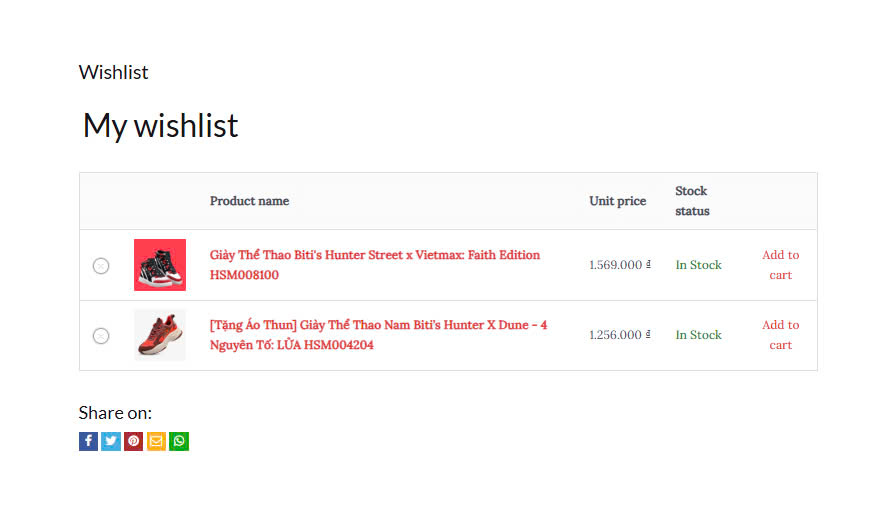 Wishlist
My wishlist
Product name
Unit price
Stock
status
Giày Thể Thao Biti's Hunter Street x Vietmax: Faith Edition
HSM008100
1.569.000 ₫
In Stock
Add to
cart
[Tặng Áo Thun] Giày Thể Thao Nam Biti's Hunter X Dune - 4
Nguyên Tố: LỬA HSM004204
1.256.000 ₫
In Stock
Add to
cart
Share on: